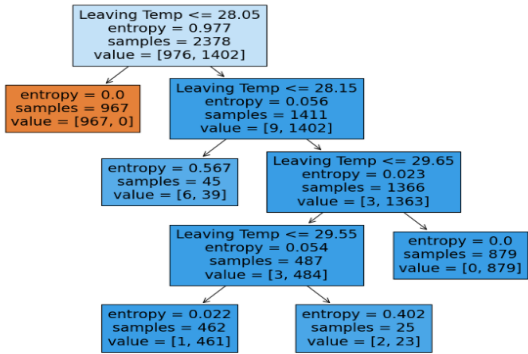 Leaving Temp <= 28.05
entropy = 0.977
samples = 2378
value = [976, 1402]
entropy = 0.0
samples = 967
value = [967, 0]
Leaving Temp <= 28.15
entropy = 0.056
samples = 1411
value = [9, 1402]
entropy = 0.567
samples = 45
value = [6, 39]
Leaving Temp <= 29.65
entropy = 0.023
samples = 1366
value = [3, 1363]
Leaving Temp <= 29.55
entropy = 0.054
samples = 487
value = [3, 484]
entropy = 0.0
samples = 879
value = [0, 879]
entropy = 0.022
samples = 462
value = [1, 461]
entropy = 0.402
samples = 25
value = [2, 23]